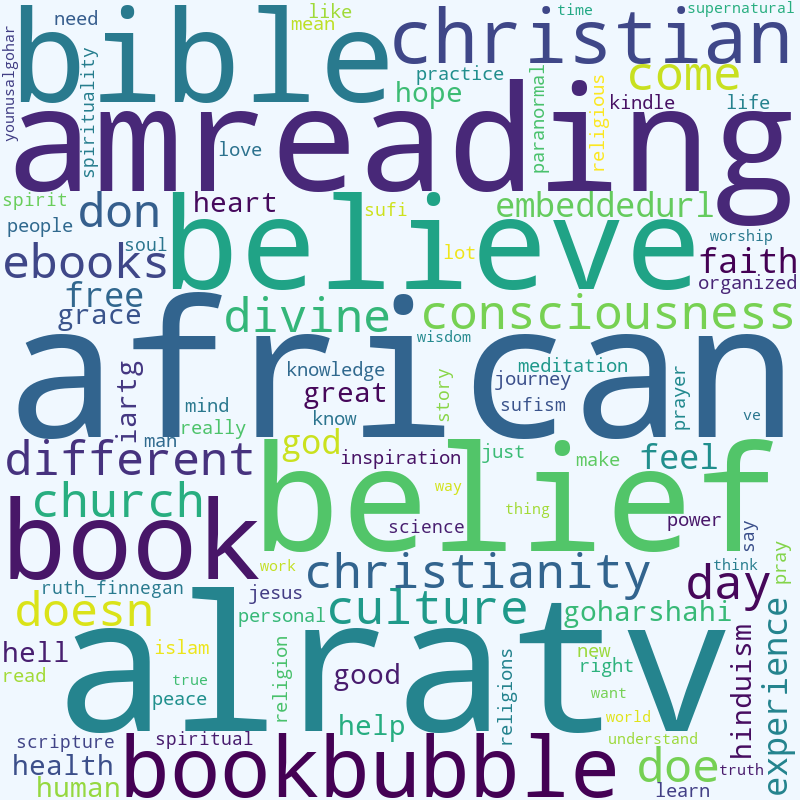 bible
christian
need
like
mean
time
supernatural
younusalgohar
spirituality
practice
hope
come
paranormal
religious
kindle
life
amreading
love
spirit
don
heart
sufi
embeddedurl
people
soul
believe
lot
worship
faith
ebooks
organized
free
grace
divine
consciousness
african
wisdom
iartg
knowledge
meditation
great
journey
story
prayer
sufism
mind
know
ve
man
really
god
different
inspiration
just
make
feel
belief
church
way
book
thing
science
power
say
work
christianity
think
pray
ruth_finnegan
jesus
day
doesn
personal
culture
goharshahi
experience
alratv
hell
islam
religion
religions
new
right
hinduism
read
true
good
want
peace
help
world
scripture
spiritual
understand
bookbubble
health
doe
truth
human
learn